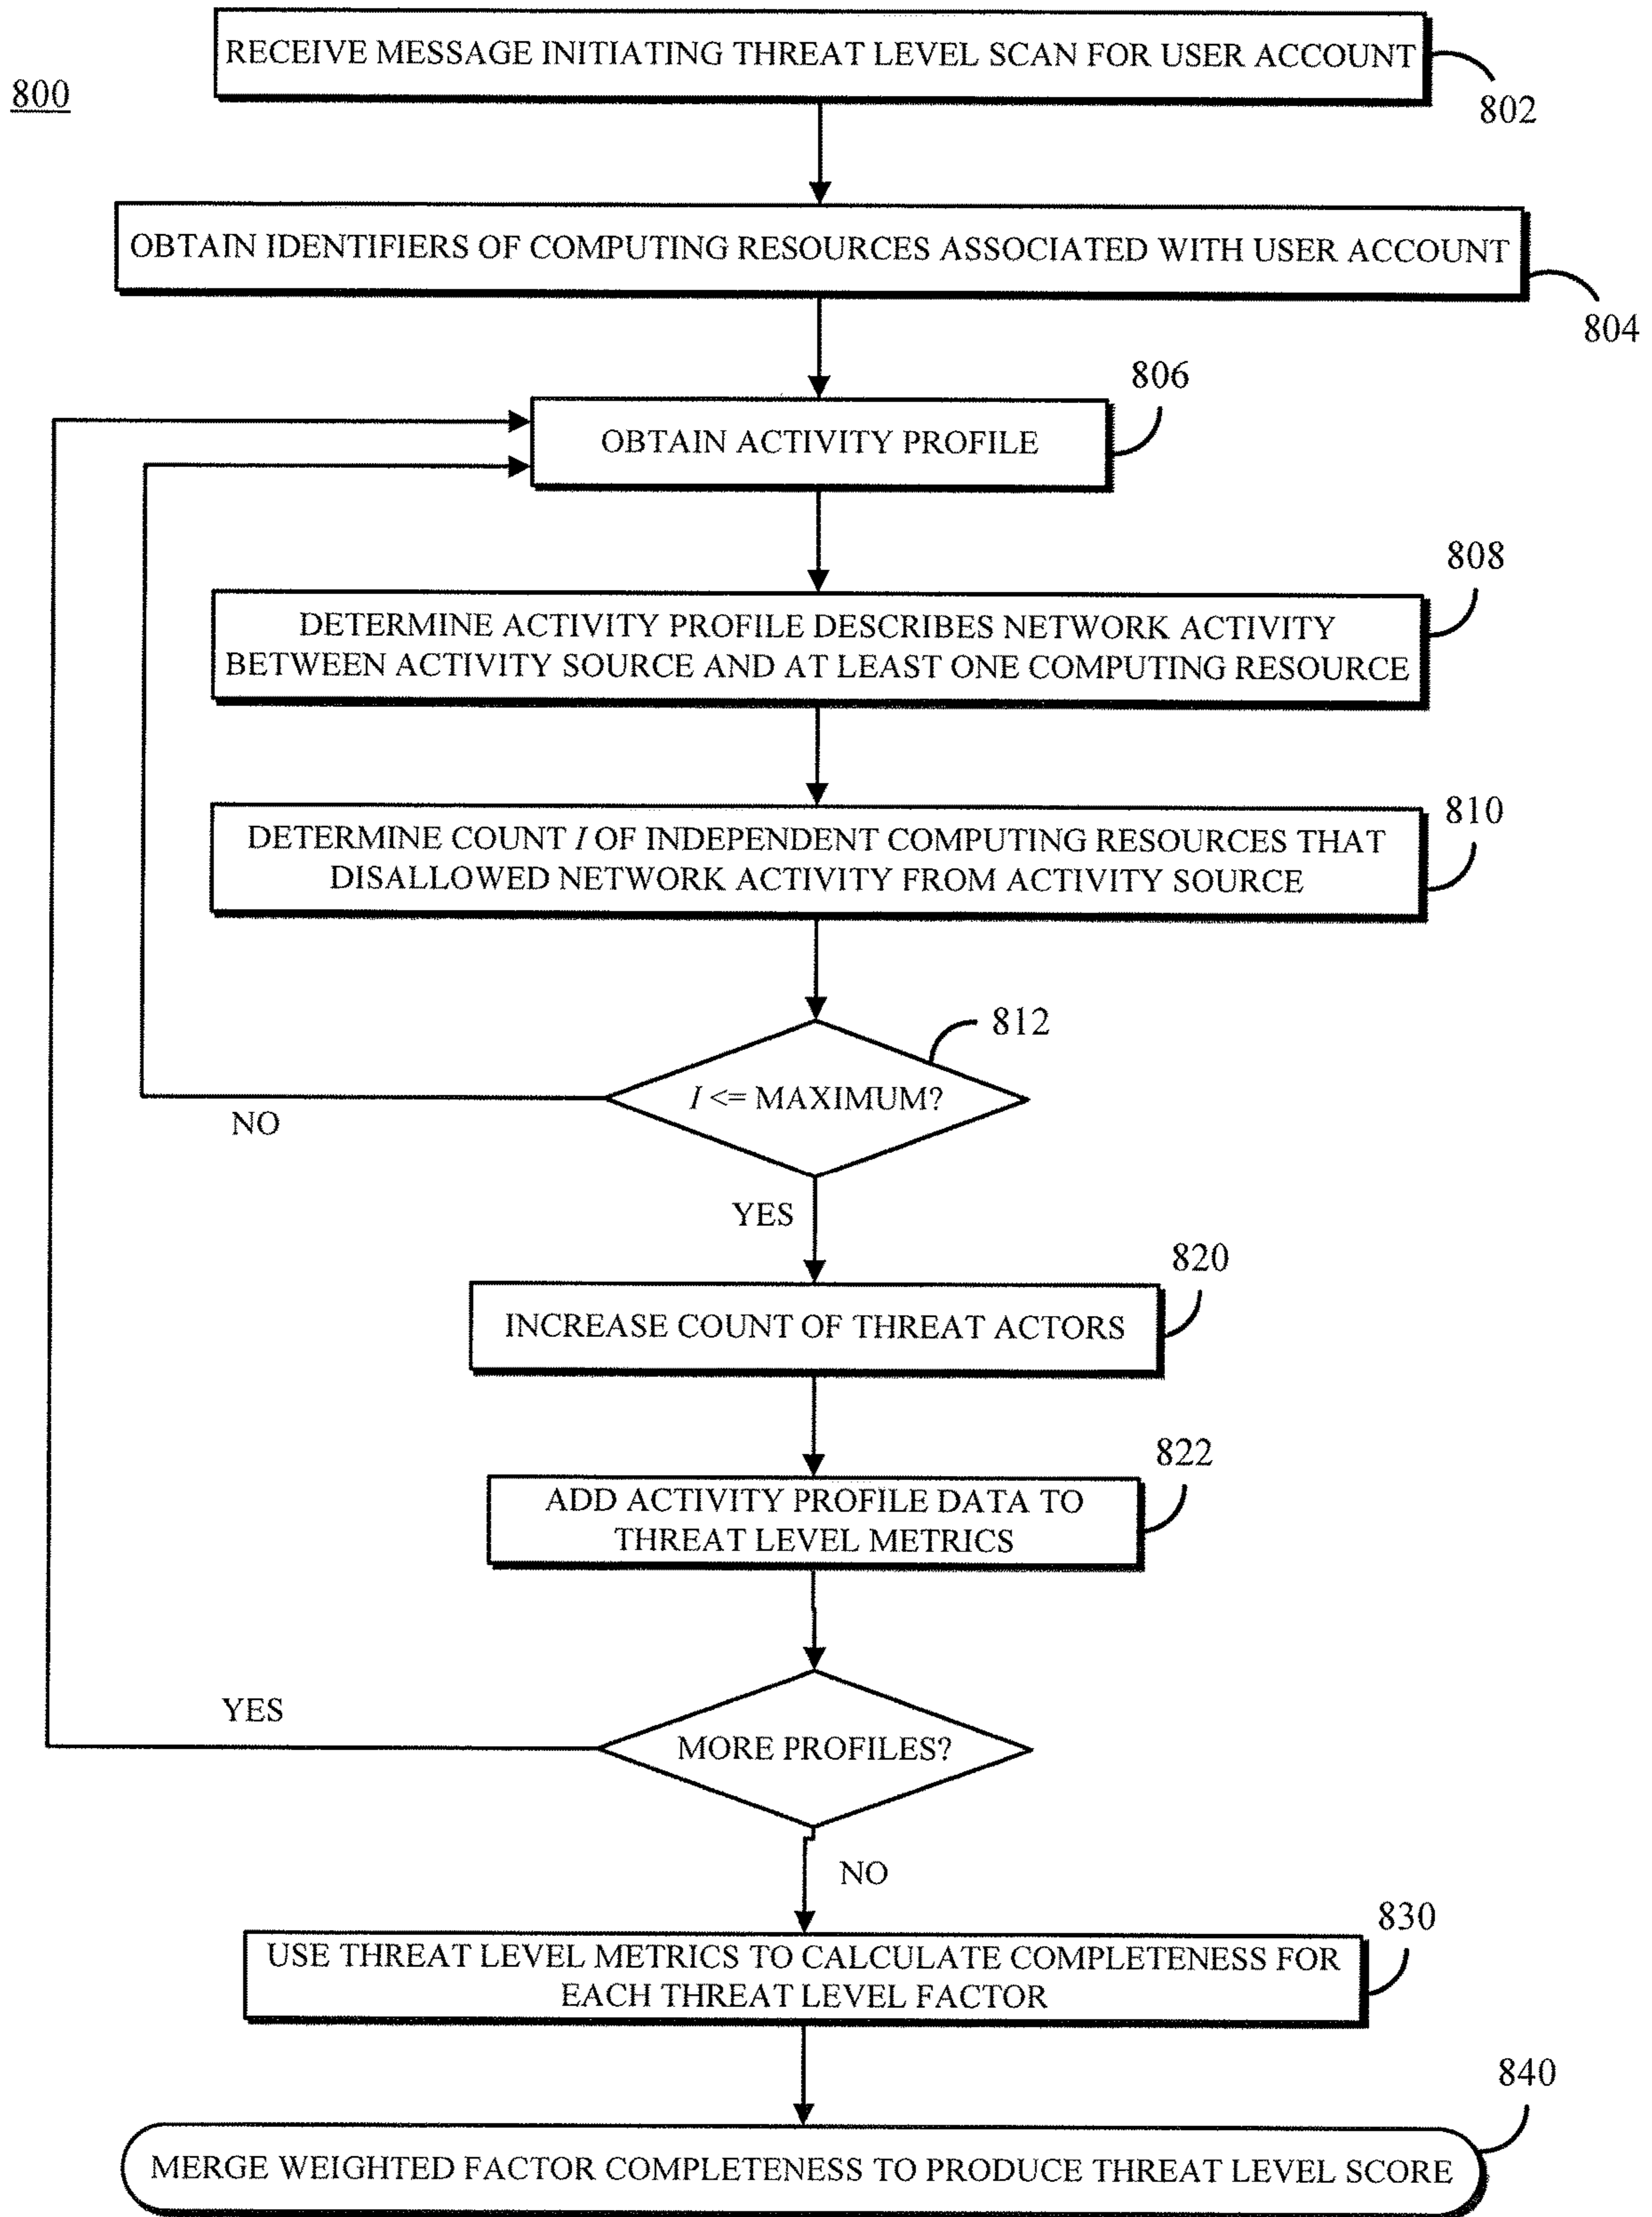 RECEIVE MESSAGE INITIATING THREAT LEVEL SCAN FOR USER ACCOUNT
800
802
OBTAIN IDENTIFIERS OF COMPUTING RESOURCES ASSOCIATED WITH USER ACCOUNT
804
806
OBTAIN ACTIVITY PROFILE
808
DETERMINE ACTIVITY PROFILE DESCRIBES NETWORK ACTIVITY
BETWEEN ACTIVITY SOURCE AND AT LEAST ONE COMPUTING RESOURCE
810
DETERMINE COUNT I OF INDEPENDENT COMPUTING RESOURCES THAT
DISALLOWED NETWORK ACTIVITY FROM ACTIVITY SOURCE
812
I <= MAXIMUM?
NO
YES
820
INCREASE COUNT OF THREAT ACTORS
822
ADD ACTIVITY PROFILE DATA TO
THREAT LEVEL METRICS
YES
MORE PROFILES?
NO
830
USE THREAT LEVEL METRICS TO CALCULATE COMPLETENESS FOR
EACH THREAT LEVEL FACTOR
840
MERGE WEIGHTED FACTOR COMPLETENESS TO PRODUCE THREAT LEVEL SCORE